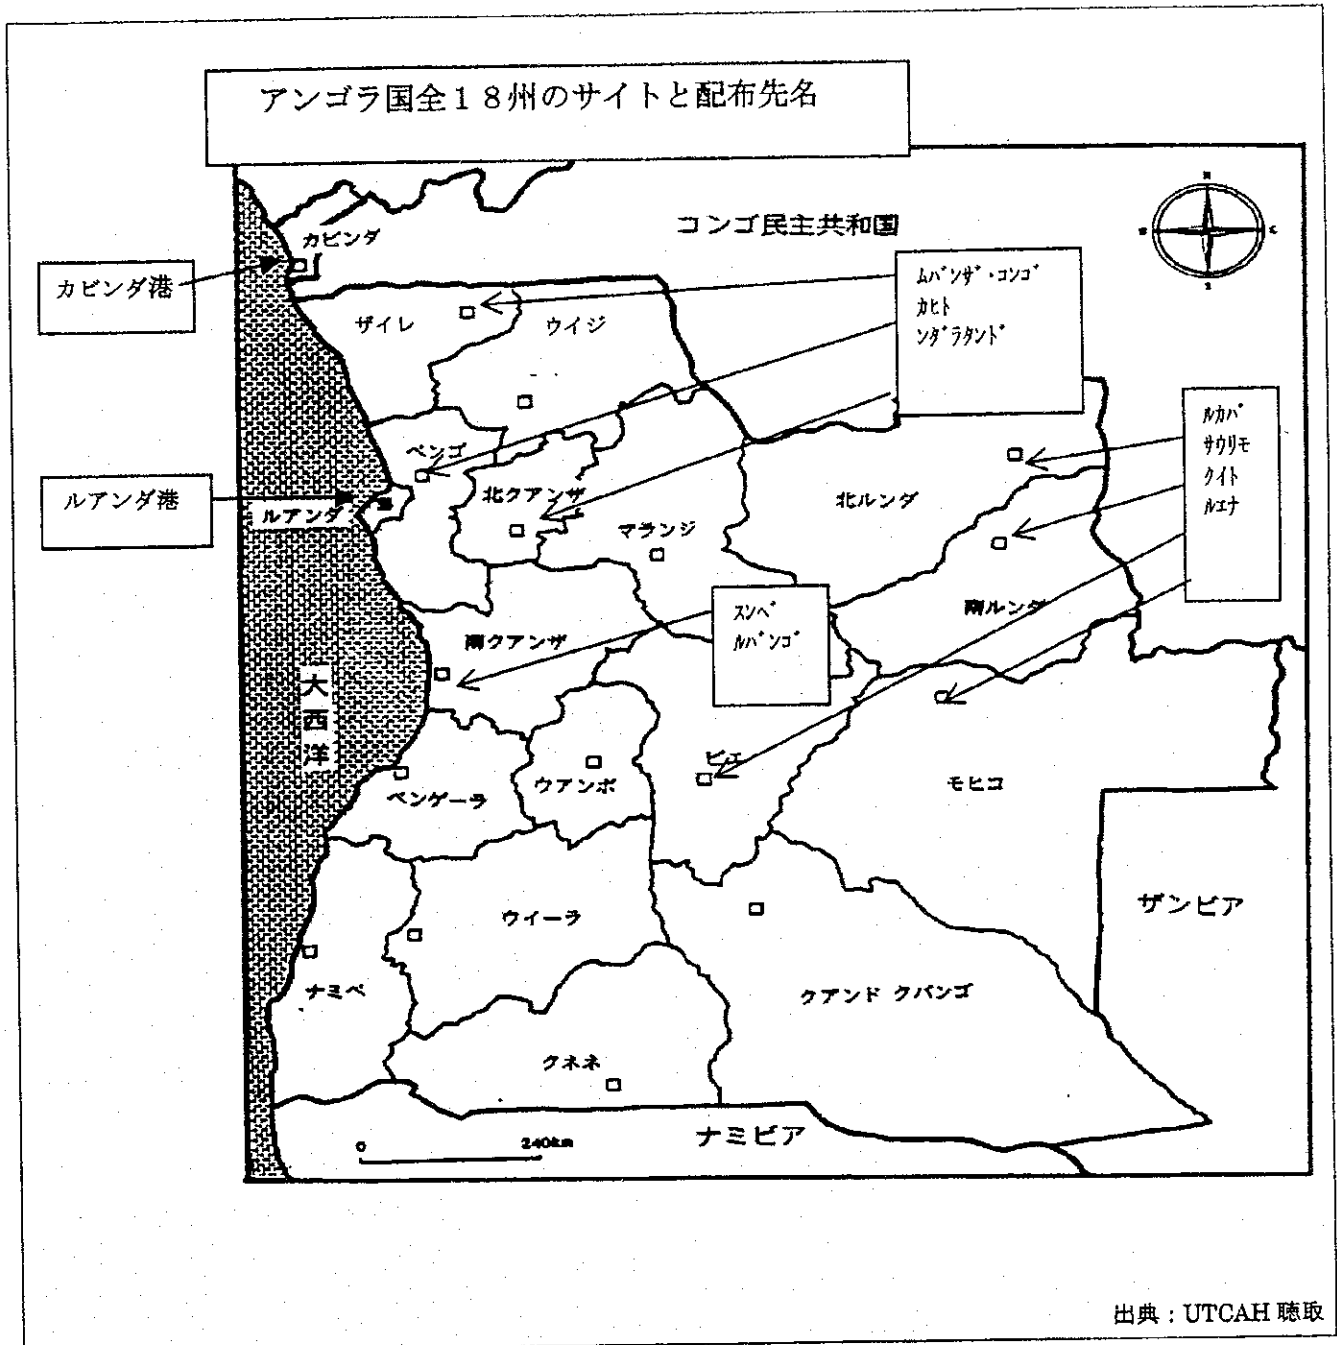 アンゴラ国全18州のサイトと配布先名
コンゴ民主共和国
カビンダ
カビンダ港
ムバンザ・コンゴ
カヒト
ンダラタンド
ザイレ
ウイジ
ルカパ
サウリモ
クイト
ルエナ
ベンゴ
ルアンダ港
ルアンダ
北クアンザ
マランジ
北ルンダ
南クアンザ
スンベ
ルバンゴ
南ルンダ
大西洋
ベンゲーラ
ウアンボ
ビエ
モヒコ
ザンビア
ウイーラ
ナミベ
クアンド クバンゴ
クネネ
ナミビア
0 240km
N
S
出典：UTCAH 聴取